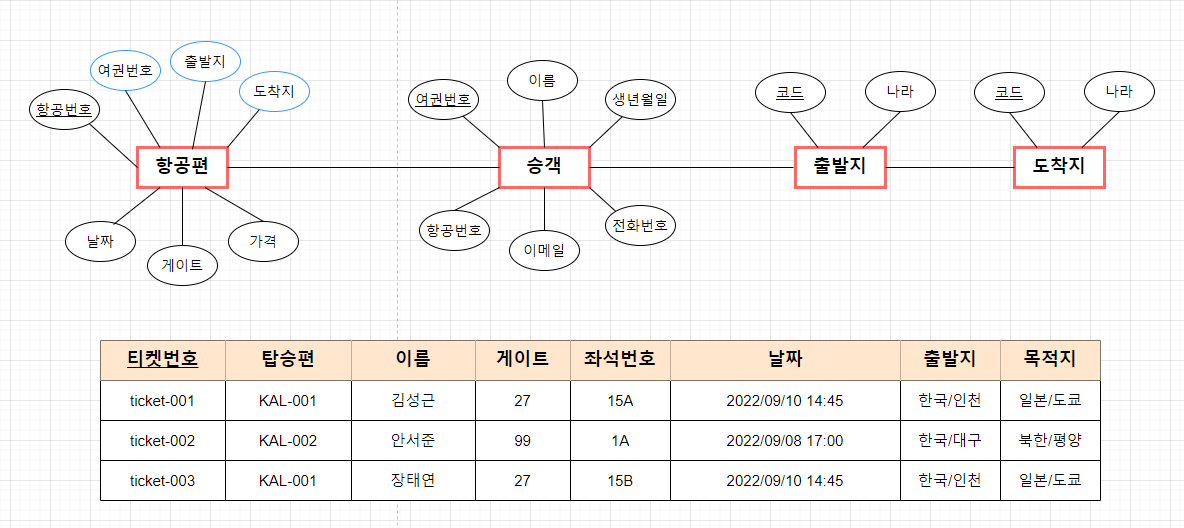 출발지
여권번호
도착지
항공번호
항공편
날짜
게이트
가격
이름
여권번호
생년월일
승객
항공번호
이메일
전화번호
코드
나라
출발지
코드
나라
도착지
티켓번호 탑승편 이름 게이트 좌석번호 날짜 출발지 목적지
ticket-001 KAL-001 김성근 27 15A 2022/09/10 14:45 한국/인천 일본/도쿄
ticket-002 KAL-002 안서준 99 1A 2022/09/08 17:00 한국/대구 북한/평양
ticket-003 KAL-001 장태연 27 15B 2022/09/10 14:45 한국/인천 일본/도쿄